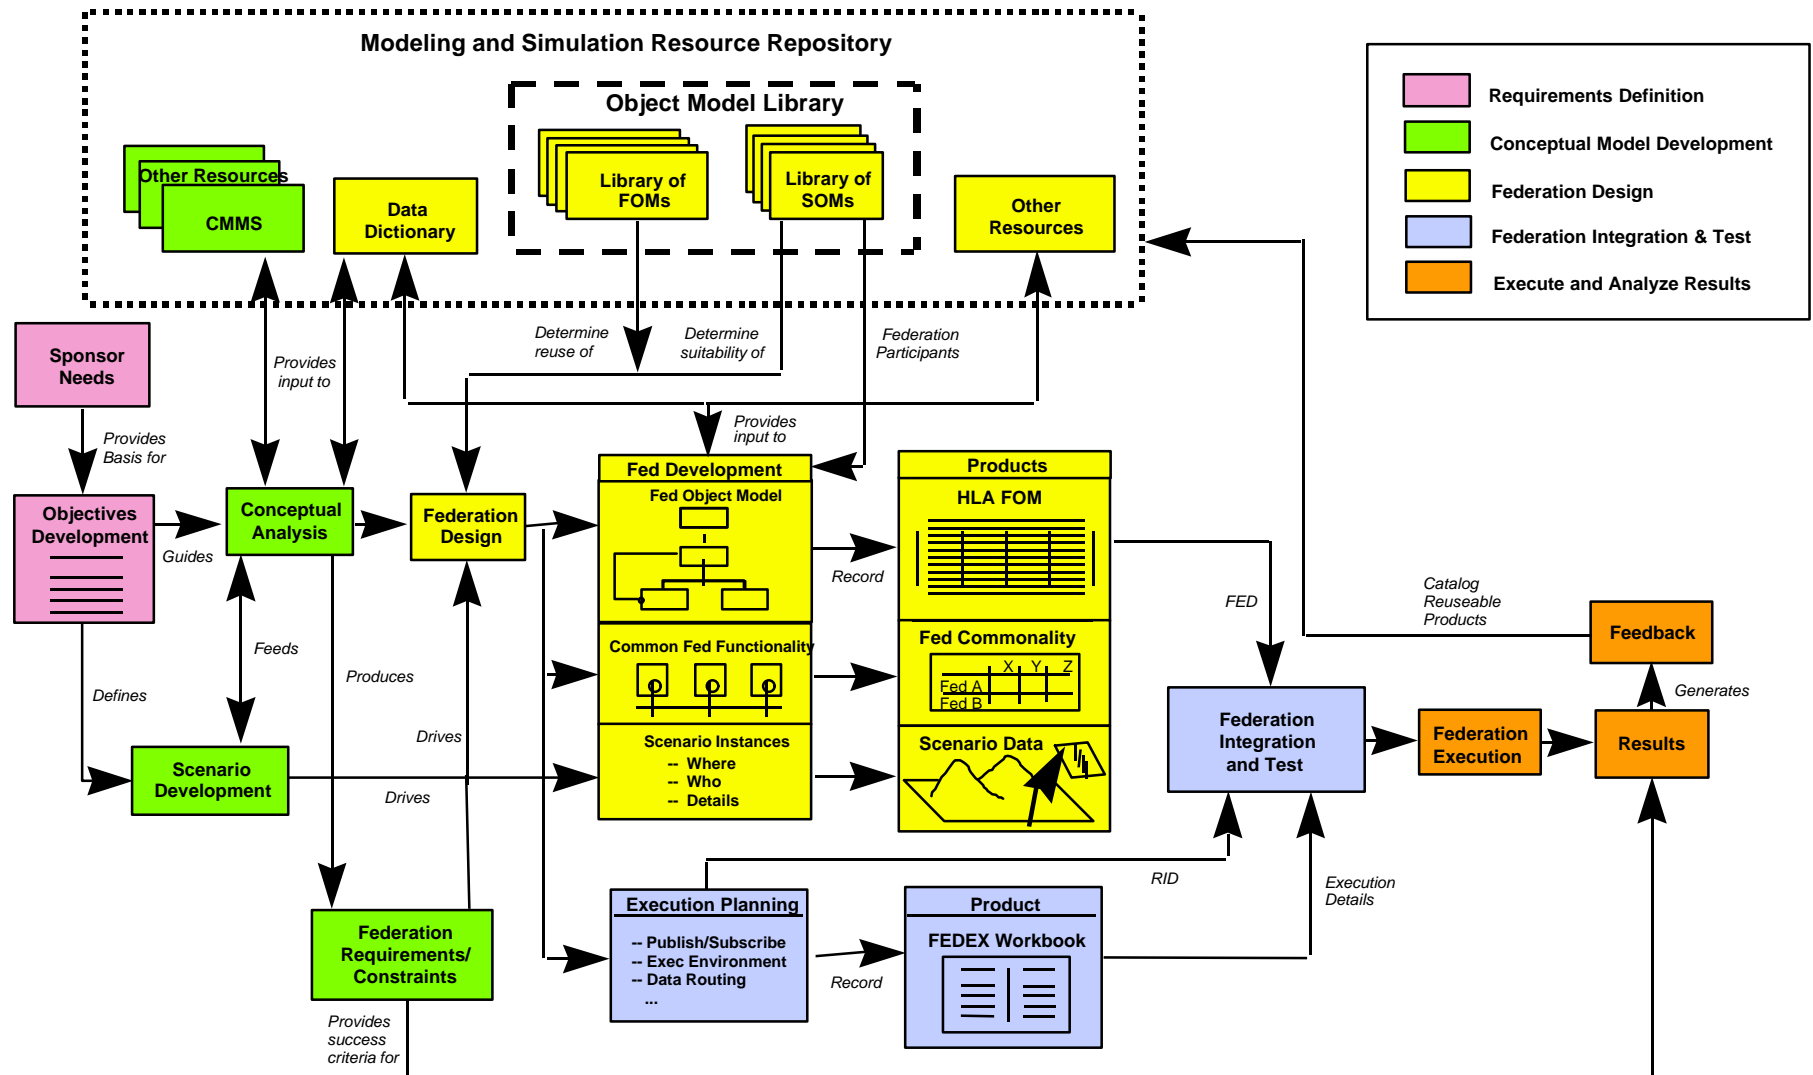 Modeling and Simulation Resource Repository
Object Model Library
Other Resources
CMMS
Data
Dictionary
Library of
FOMs
Library of
SOMs
Other
Resources
Requirements Definition
Conceptual Model Development
Federation Design
Federation Integration & Test
Execute and Analyze Results
Sponsor
Needs
Provides
input to
Determine
reuse of
Determine
suitability of
Federation
Participants
Provides
Basis for
Provides
input to
Objectives
Development
Guides
Conceptual
Analysis
Federation
Design
Fed Development
Fed Object Model
Record
Products
HLA FOM
FED
Catalog
Reuseable
Products
Feedback
Generates
Feeds
Produces
Defines
Drives
Common Fed Functionality
Fed Commonality
X Y Z
Fed A
Fed B
Scenario
Development
Drives
Scenario Instances
-- Where
-- Who
-- Details
Scenario Data
Federation
Integration
and Test
Federation
Execution
Results
RID
Execution
Details
Federation
Requirements/
Constraints
Execution Planning
-- Publish/Subscribe
-- Exec Environment
-- Data Routing
...
Record
Product
FEDEX Workbook
Provides
success
criteria for